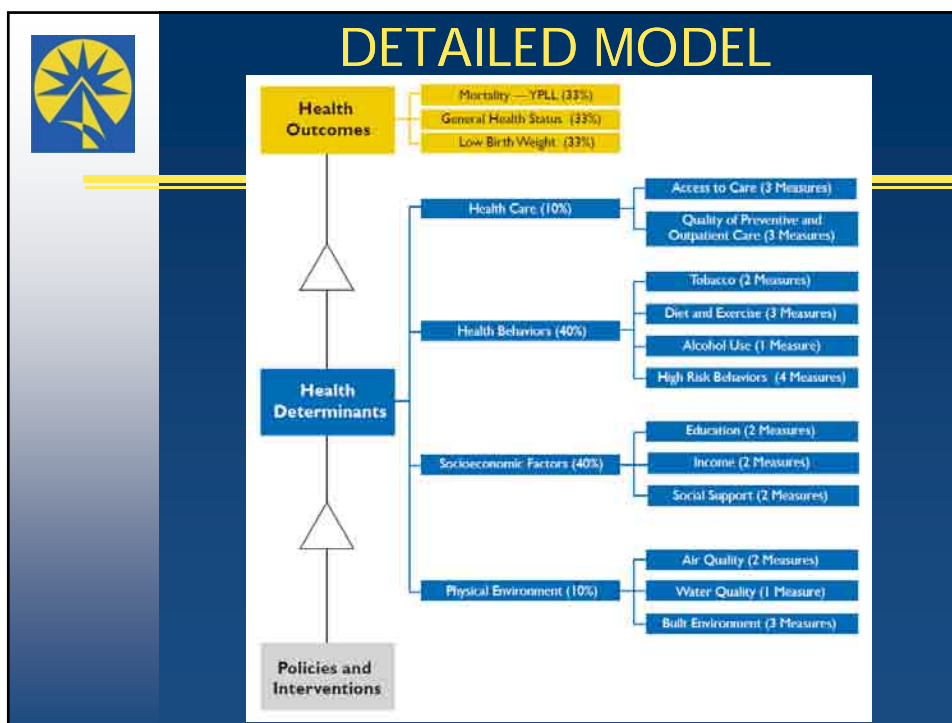 DETAILED MODEL
Health
Outcomes
Mortality — YPLL (33%)
General Health Status (33%)
Low Birth Weight (33%)
Health Care (10%)
Access to Care (3 Measures)
Quality of Preventive and
Outpatient Care (3 Measures)
Health Behaviors (40%)
Tobacco (2 Measures)
Diet and Exercise (3 Measures)
Alcohol Use (1 Measure)
High Risk Behaviors (4 Measures)
Health
Determinants
Socioeconomic Factors (40%)
Education (2 Measures)
Income (2 Measures)
Social Support (2 Measures)
Physical Environment (10%)
Air Quality (2 Measures)
Water Quality (1 Measure)
Built Environment (3 Measures)
Policies and
Interventions